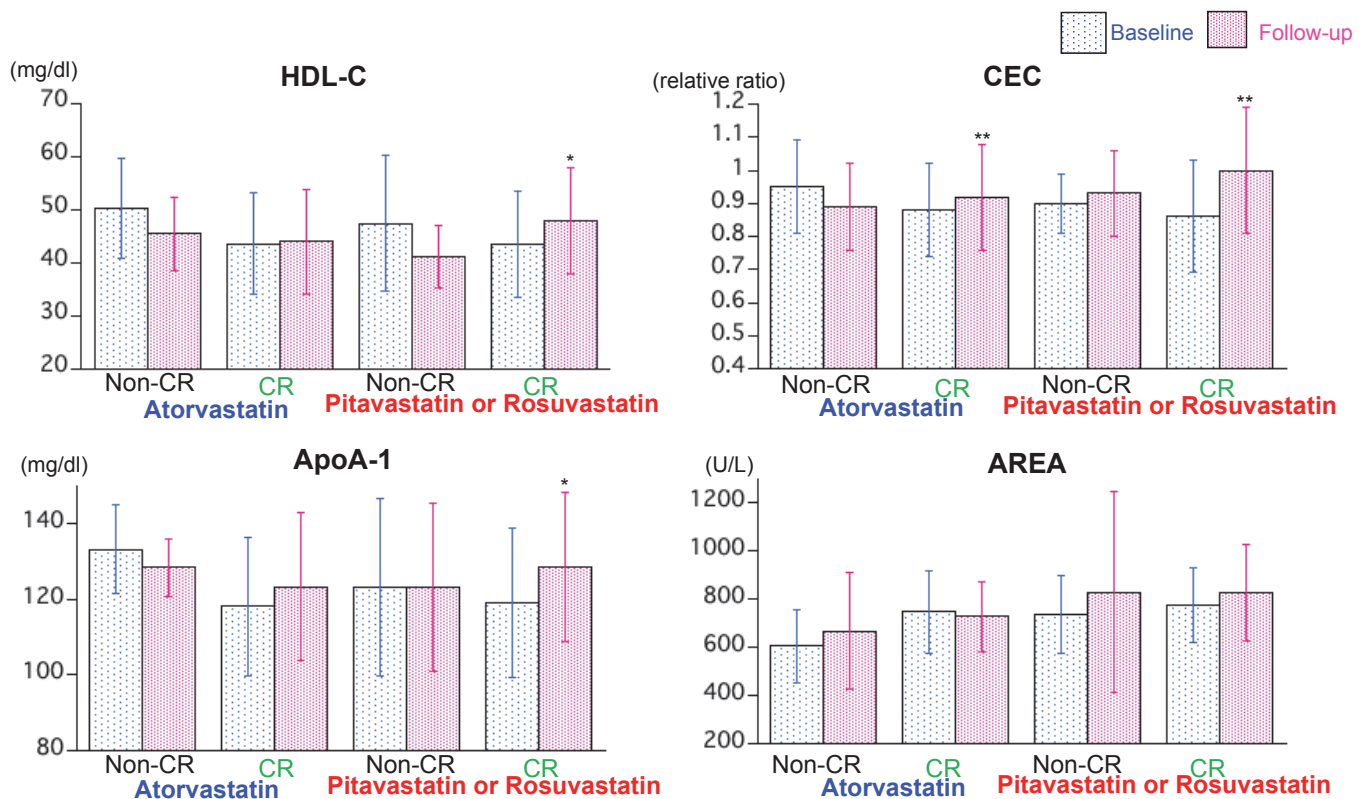 Baseline Follow-up
(mg/dl)
HDL-C
70
60
50
40
30
20
*
Non-CR CR Non-CR CR
Atorvastatin Pitavastatin or Rosuvastatin
(relative ratio)
CEC
1.2
1.1
1
0.9
0.8
0.7
0.6
0.5
0.4
** **
Non-CR CR Non-CR CR
Atorvastatin Pitavastatin or Rosuvastatin
(mg/dl)
ApoA-1
140
120
100
80
*
Non-CR CR Non-CR CR
Atorvastatin Pitavastatin or Rosuvastatin
(U/L)
AREA
1200
1000
800
600
400
200
Non-CR CR Non-CR CR
Atorvastatin Pitavastatin or Rosuvastatin